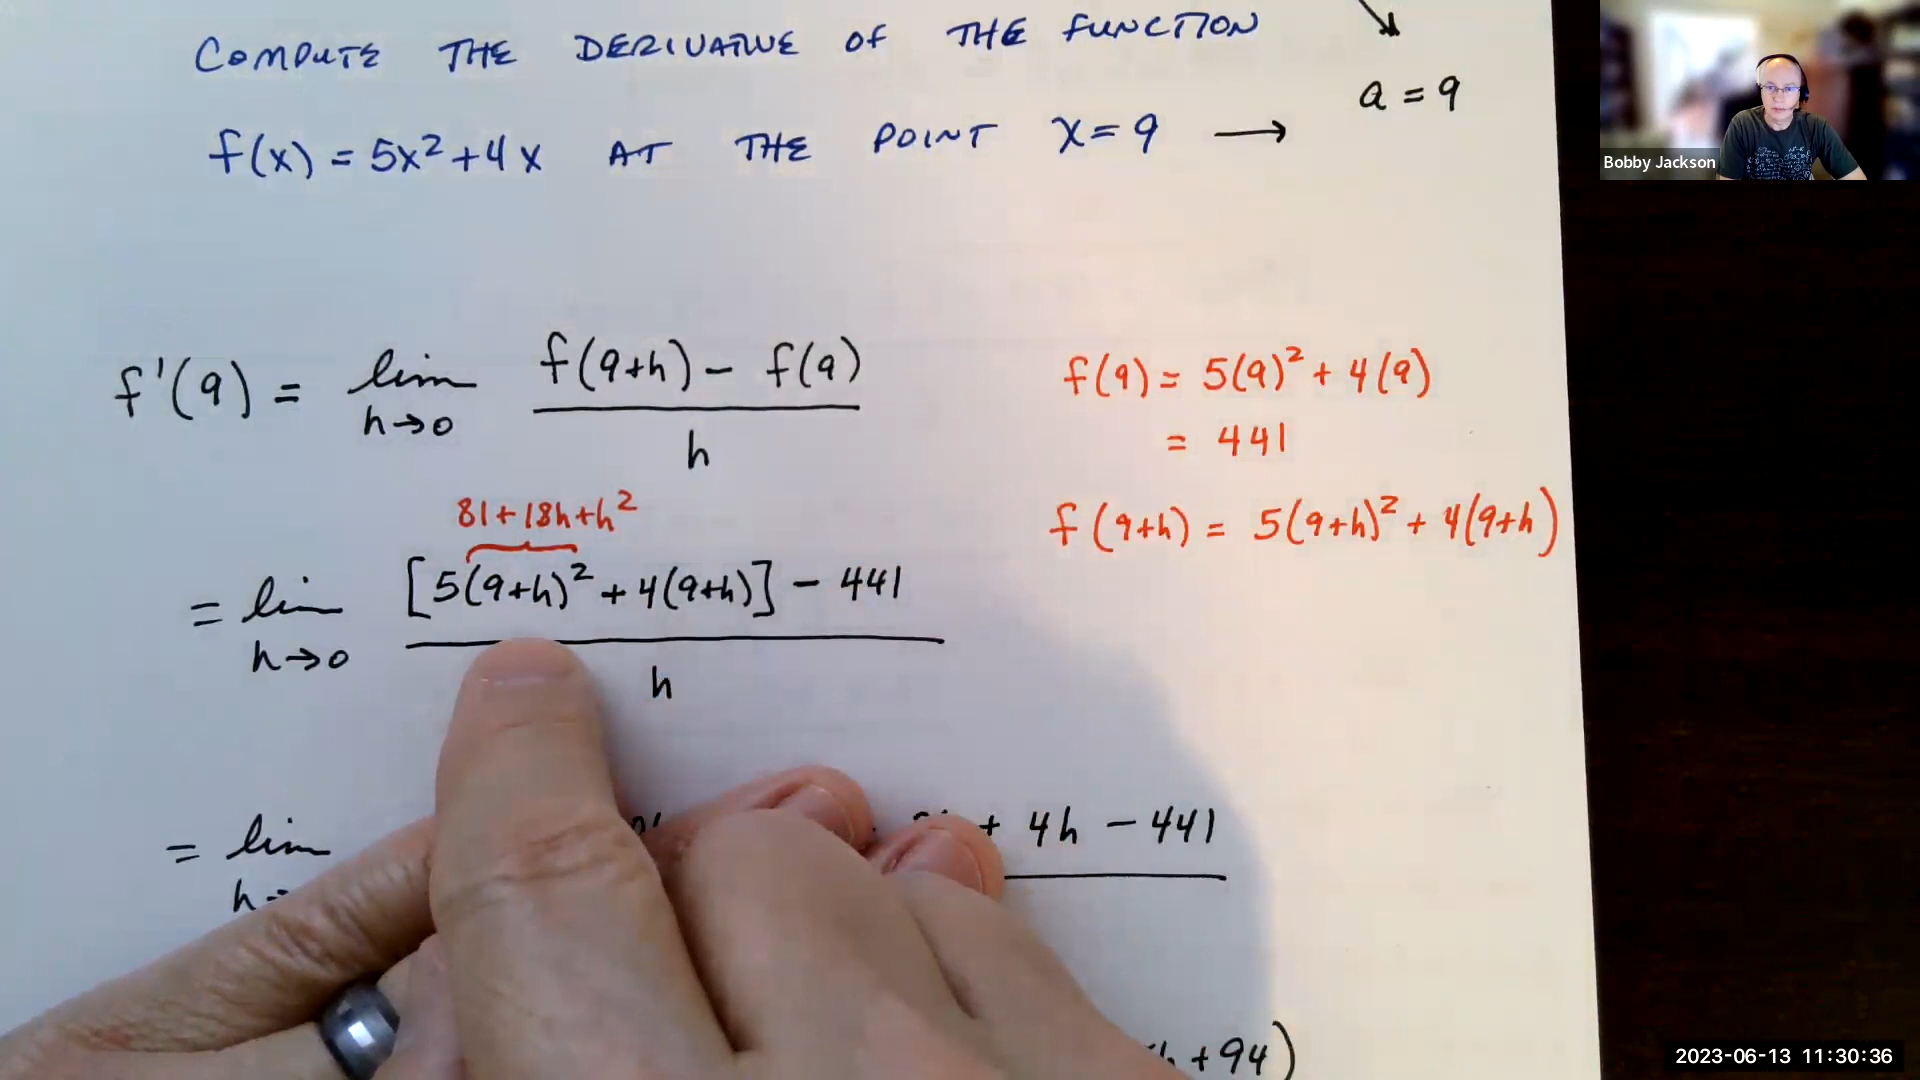 COMPUTE THE DERIVATIVE OF THE FUNCTION
f(x) = 5x² + 4x AT THE POINT x = 9 →
a = 9
Bobby Jackson
f'(9) = lim h→0 f(9+h) - f(9) / h
f(9) = 5(9)² + 4(9)
= 441
81 + 18h + h²
f(9+h) = 5(9+h)² + 4(9+h)
= lim h→0 [5(9+h)² + 4(9+h)] - 441 / h
= lim + 4h - 441
h
+ 94)
2023-06-13 11:30:36